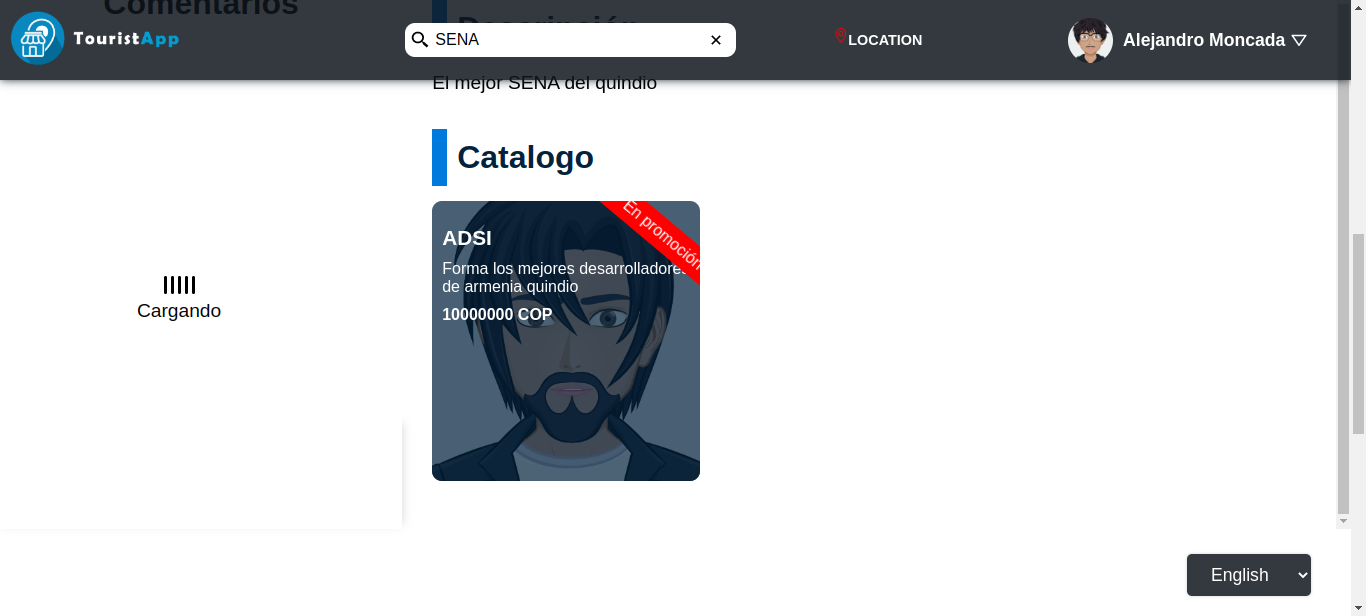 Comentarios
Descripción
TouristApp
SENA
LOCATION
Alejandro Moncada
El mejor SENA del quindio
Catalogo
En promoción
ADSI
Forma los mejores desarrolladores
de armenia quindio
10000000 COP
Cargando
English